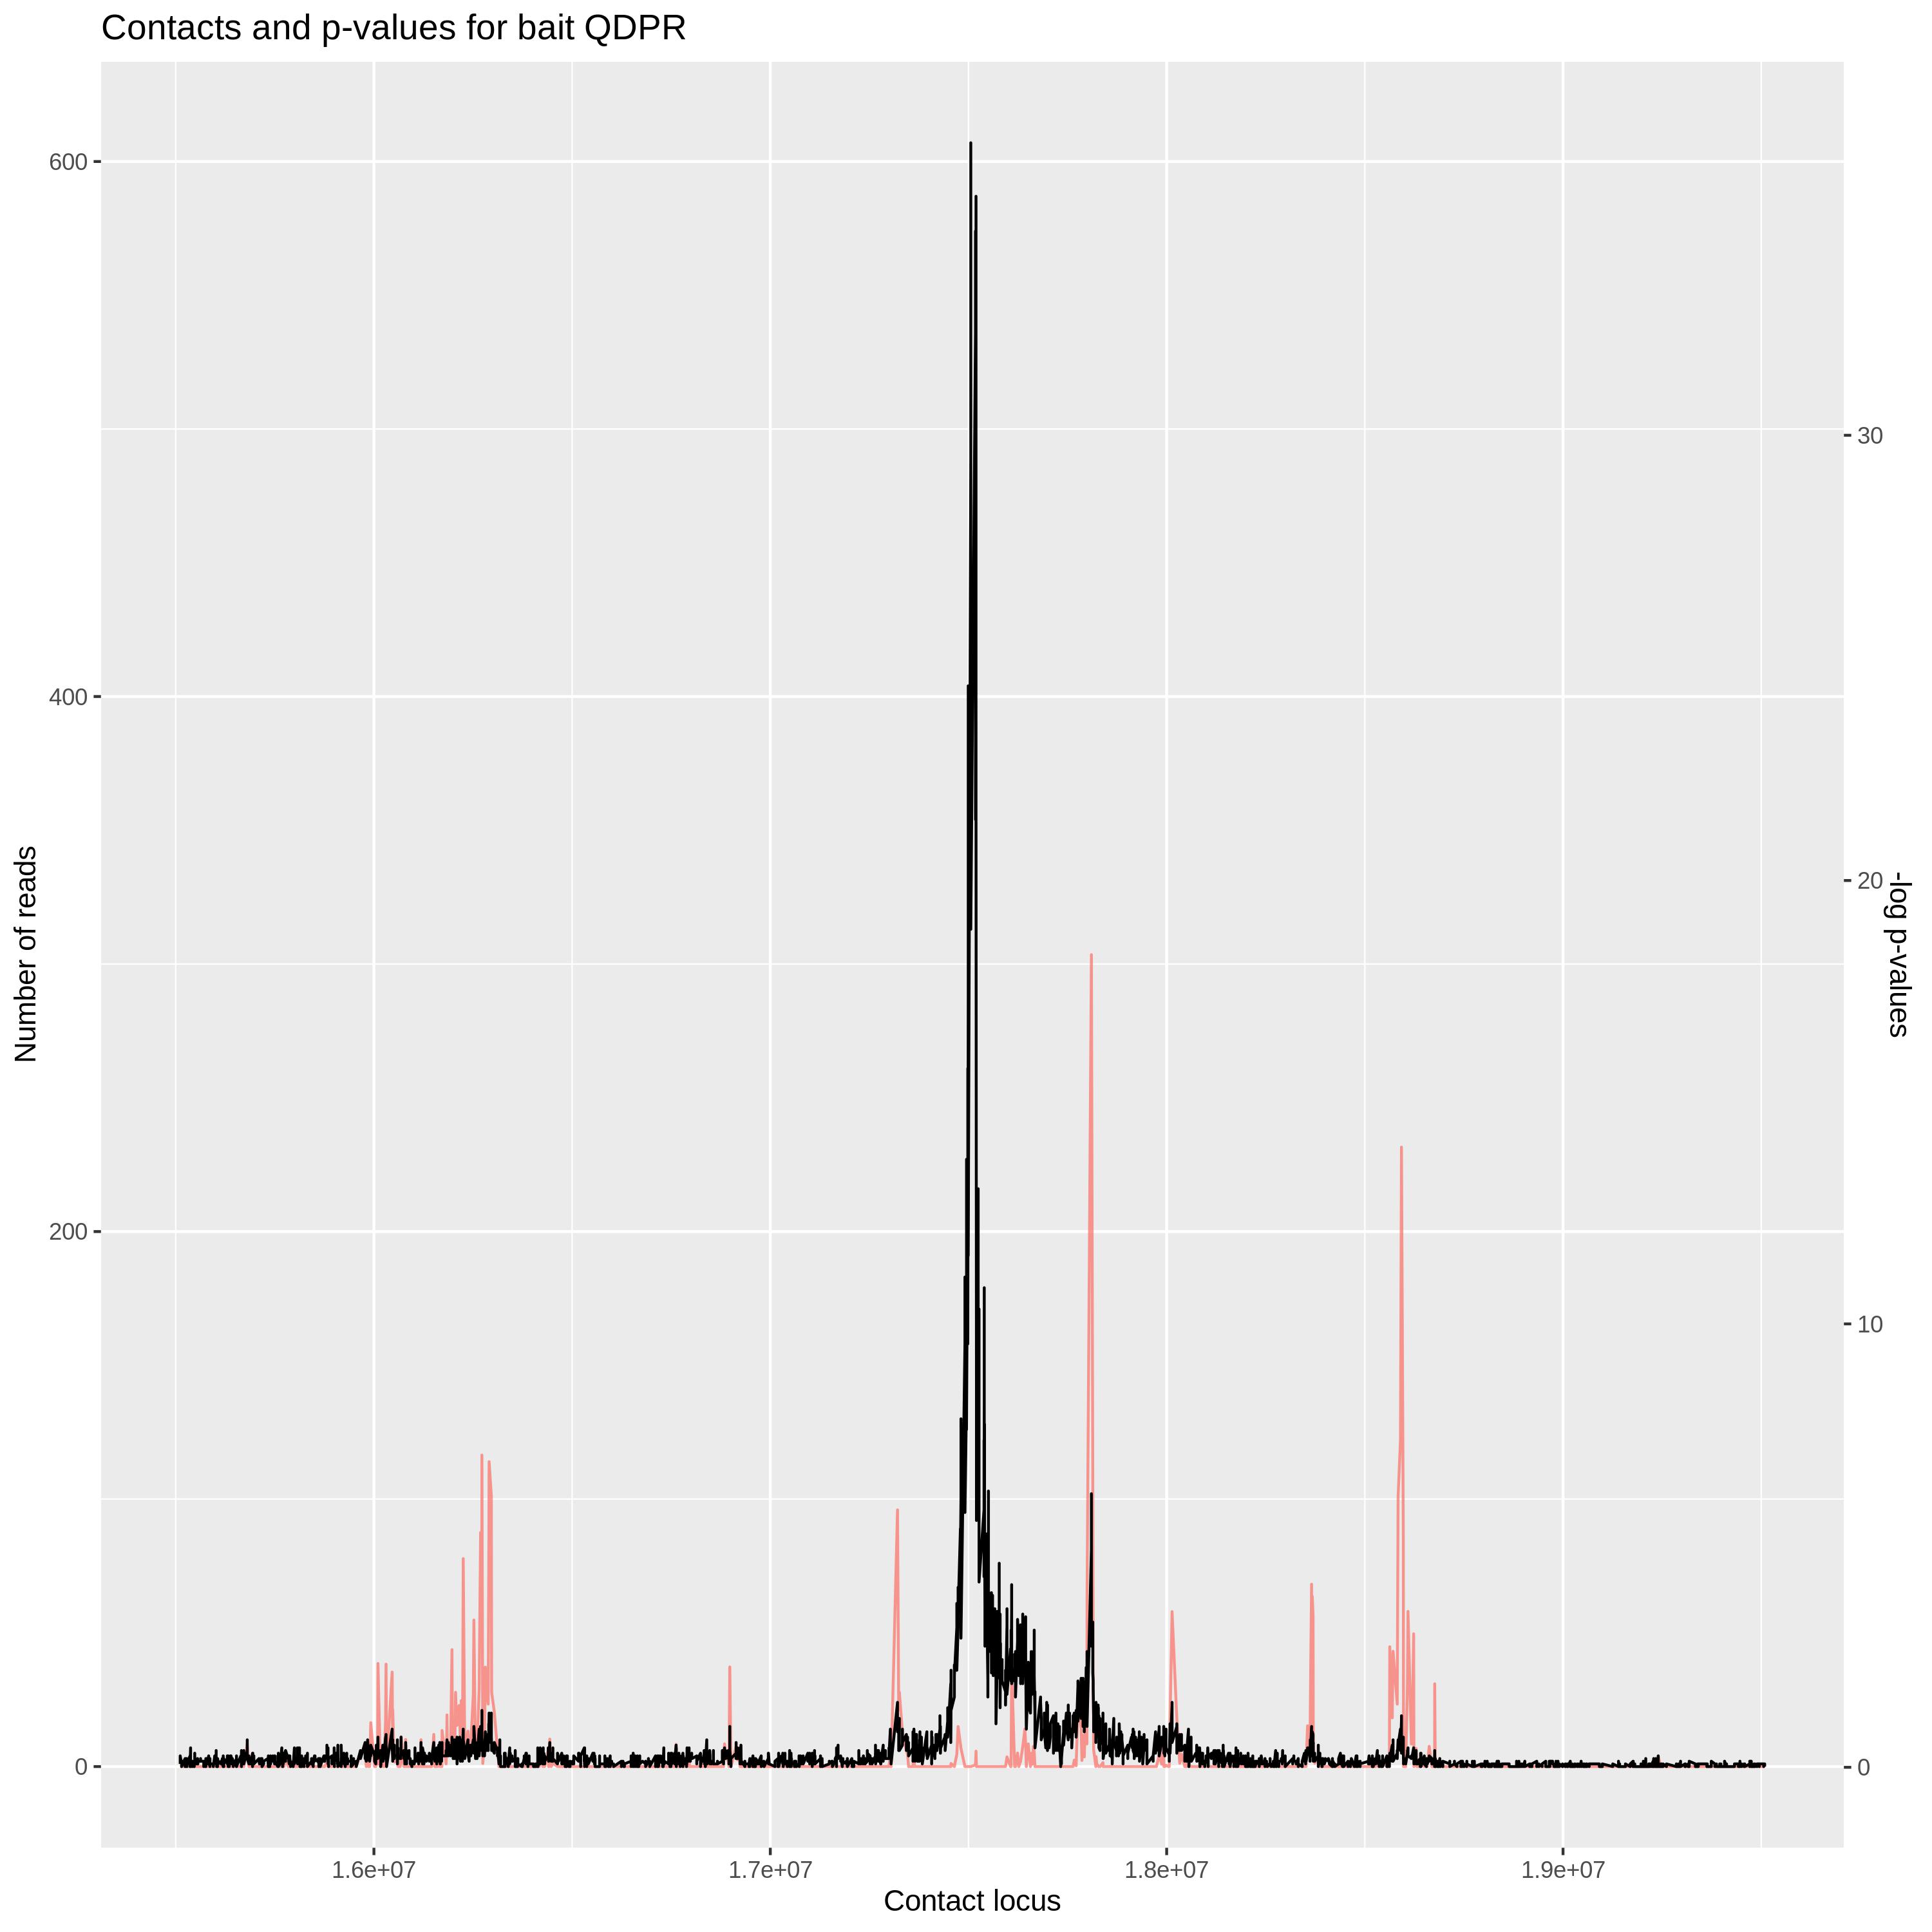 Contacts and p-values for bait QDPR
600
400
200
0
Number of reads
30
20
10
0
-log p-values
1.6e+07
1.7e+07
1.8e+07
1.9e+07
Contact locus